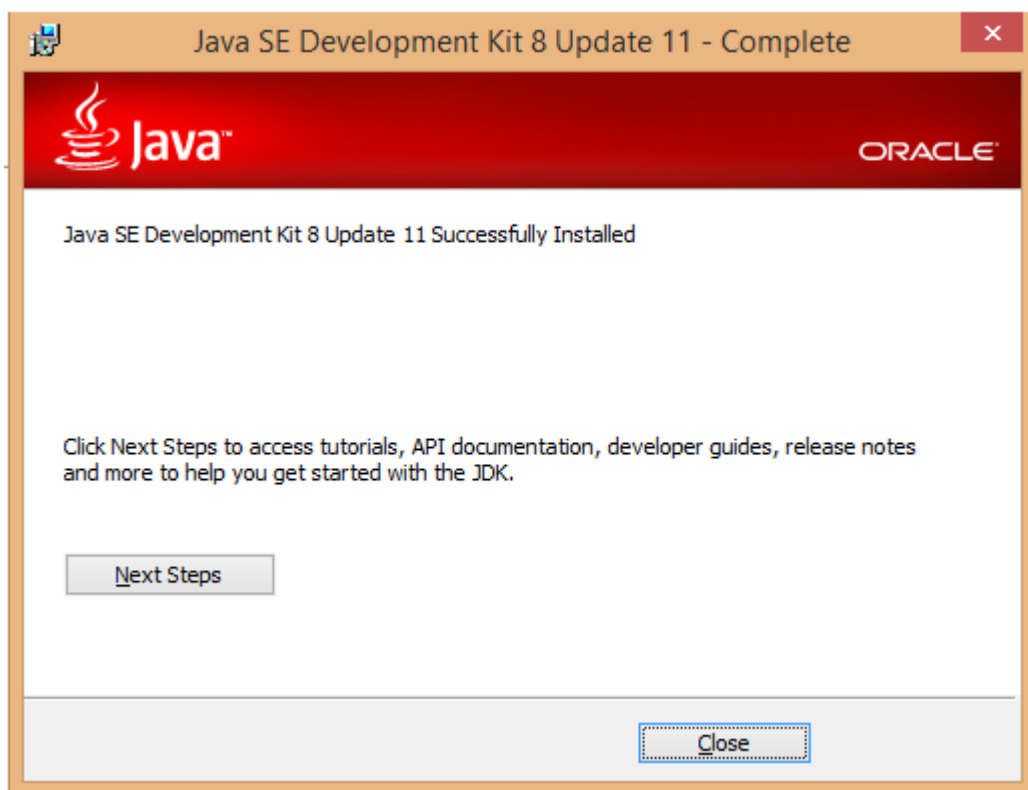 Java SE Development Kit 8 Update 11 - Complete
Java™
ORACLE®
Java SE Development Kit 8 Update 11 Successfully Installed
Click Next Steps to access tutorials, API documentation, developer guides, release notes
and more to help you get started with the JDK.
Next Steps
Close